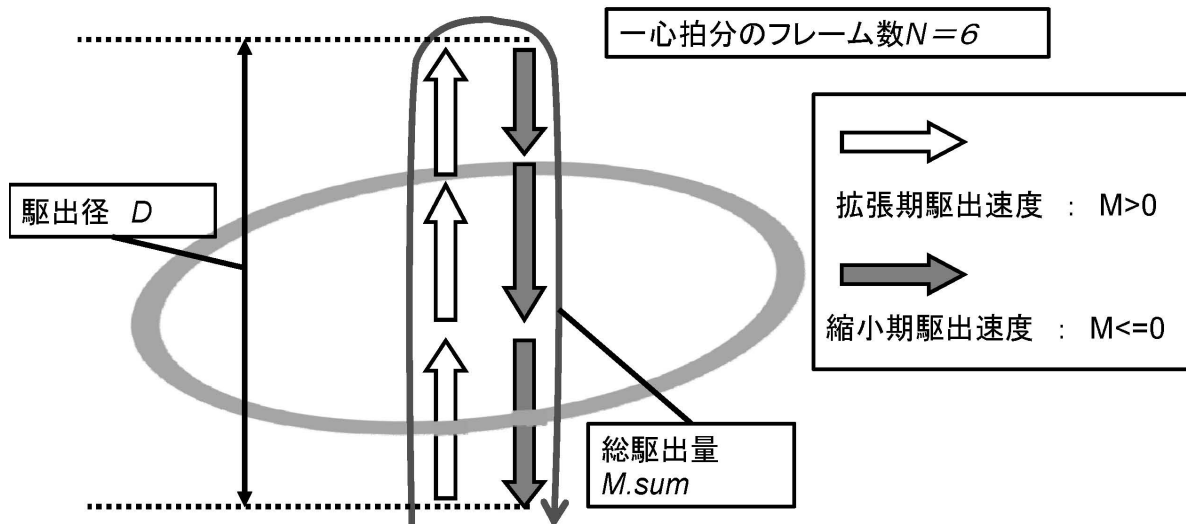 一心拍分のフレーム数N＝6
駆出径 D
拡張期駆出速度 ： M>0
縮小期駆出速度 ： M<=0
総駆出量
M.sum